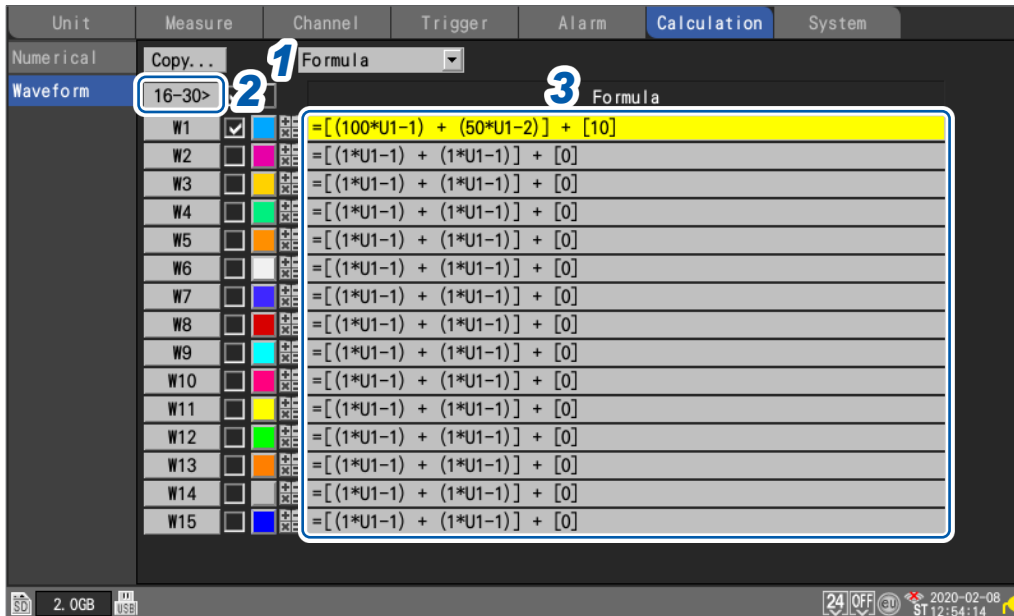 Unit Measure Channel Trigger Alarm Calculation System
Numerical Copy... 1 Formula
Waveform 16-30> 2 3 Formula
W1 =[(100*U1-1) + (50*U1-2)] + [10]
W2 =[(1*U1-1) + (1*U1-1)] + [0]
W3 =[(1*U1-1) + (1*U1-1)] + [0]
W4 =[(1*U1-1) + (1*U1-1)] + [0]
W5 =[(1*U1-1) + (1*U1-1)] + [0]
W6 =[(1*U1-1) + (1*U1-1)] + [0]
W7 =[(1*U1-1) + (1*U1-1)] + [0]
W8 =[(1*U1-1) + (1*U1-1)] + [0]
W9 =[(1*U1-1) + (1*U1-1)] + [0]
W10 =[(1*U1-1) + (1*U1-1)] + [0]
W11 =[(1*U1-1) + (1*U1-1)] + [0]
W12 =[(1*U1-1) + (1*U1-1)] + [0]
W13 =[(1*U1-1) + (1*U1-1)] + [0]
W14 =[(1*U1-1) + (1*U1-1)] + [0]
W15 =[(1*U1-1) + (1*U1-1)] + [0]
SD 2.0GB USB 24 OFF eu 2020-02-08
ST 12:54:14